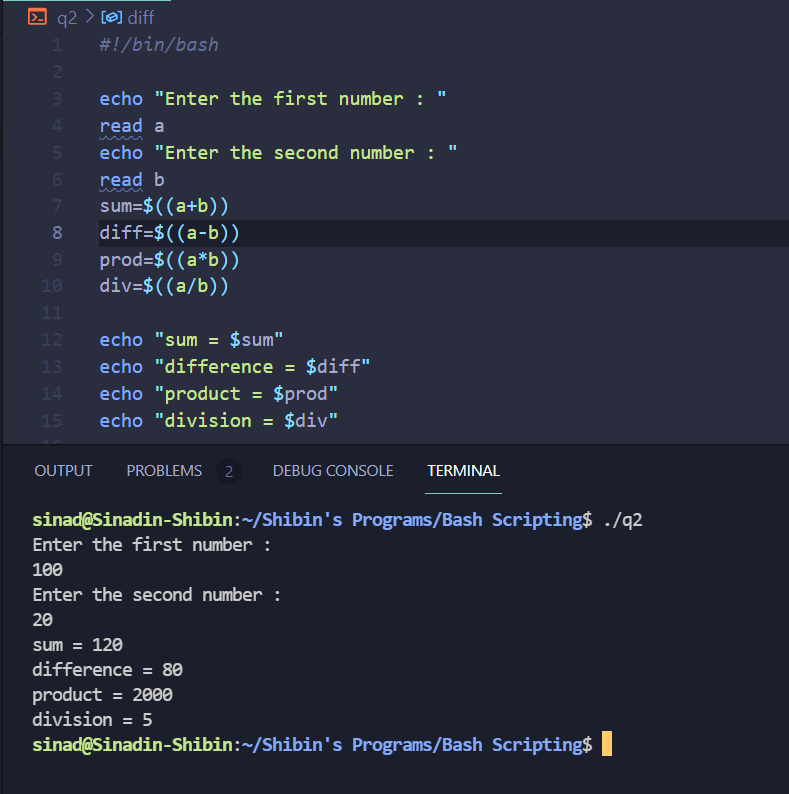 q2 > diff
1 #!/bin/bash
2
3 echo "Enter the first number : "
4 read a
5 echo "Enter the second number : "
6 read b
7 sum=$((a+b))
8 diff=$((a-b))
9 prod=$((a*b))
10 div=$((a/b))
11
12 echo "sum = $sum"
13 echo "difference = $diff"
14 echo "product = $prod"
15 echo "division = $div"
OUTPUT PROBLEMS 2 DEBUG CONSOLE TERMINAL
sinad@Sinadin-Shibin:~/Shibin's Programs/Bash Scripting$ ./q2
Enter the first number :
100
Enter the second number :
20
sum = 120
difference = 80
product = 2000
division = 5
sinad@Sinadin-Shibin:~/Shibin's Programs/Bash Scripting$